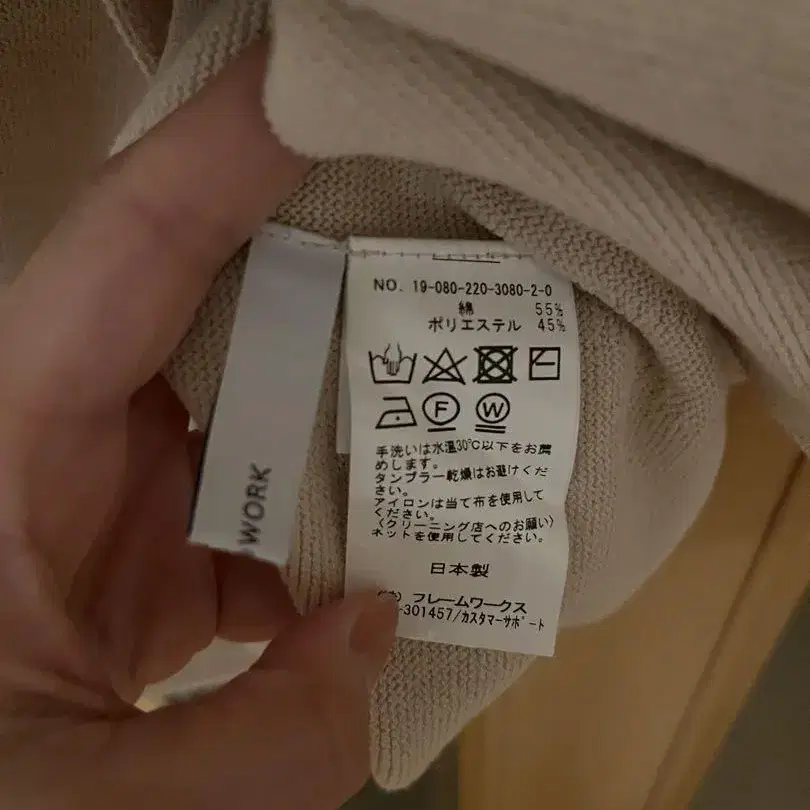 NO. 19-080-220-3080-2-0
綿 55%
ポリエステル 45%
F W
手洗いは水温30℃以下をお薦
めします。
タンブラー乾燥はお避けくだ
さい。
アイロンは当て布を使用して
ください。
〈クリーニング店へのお願い〉
ネットを使用してください。
日本製
フレームワークス
-301457/カスタマーサポート
WORK